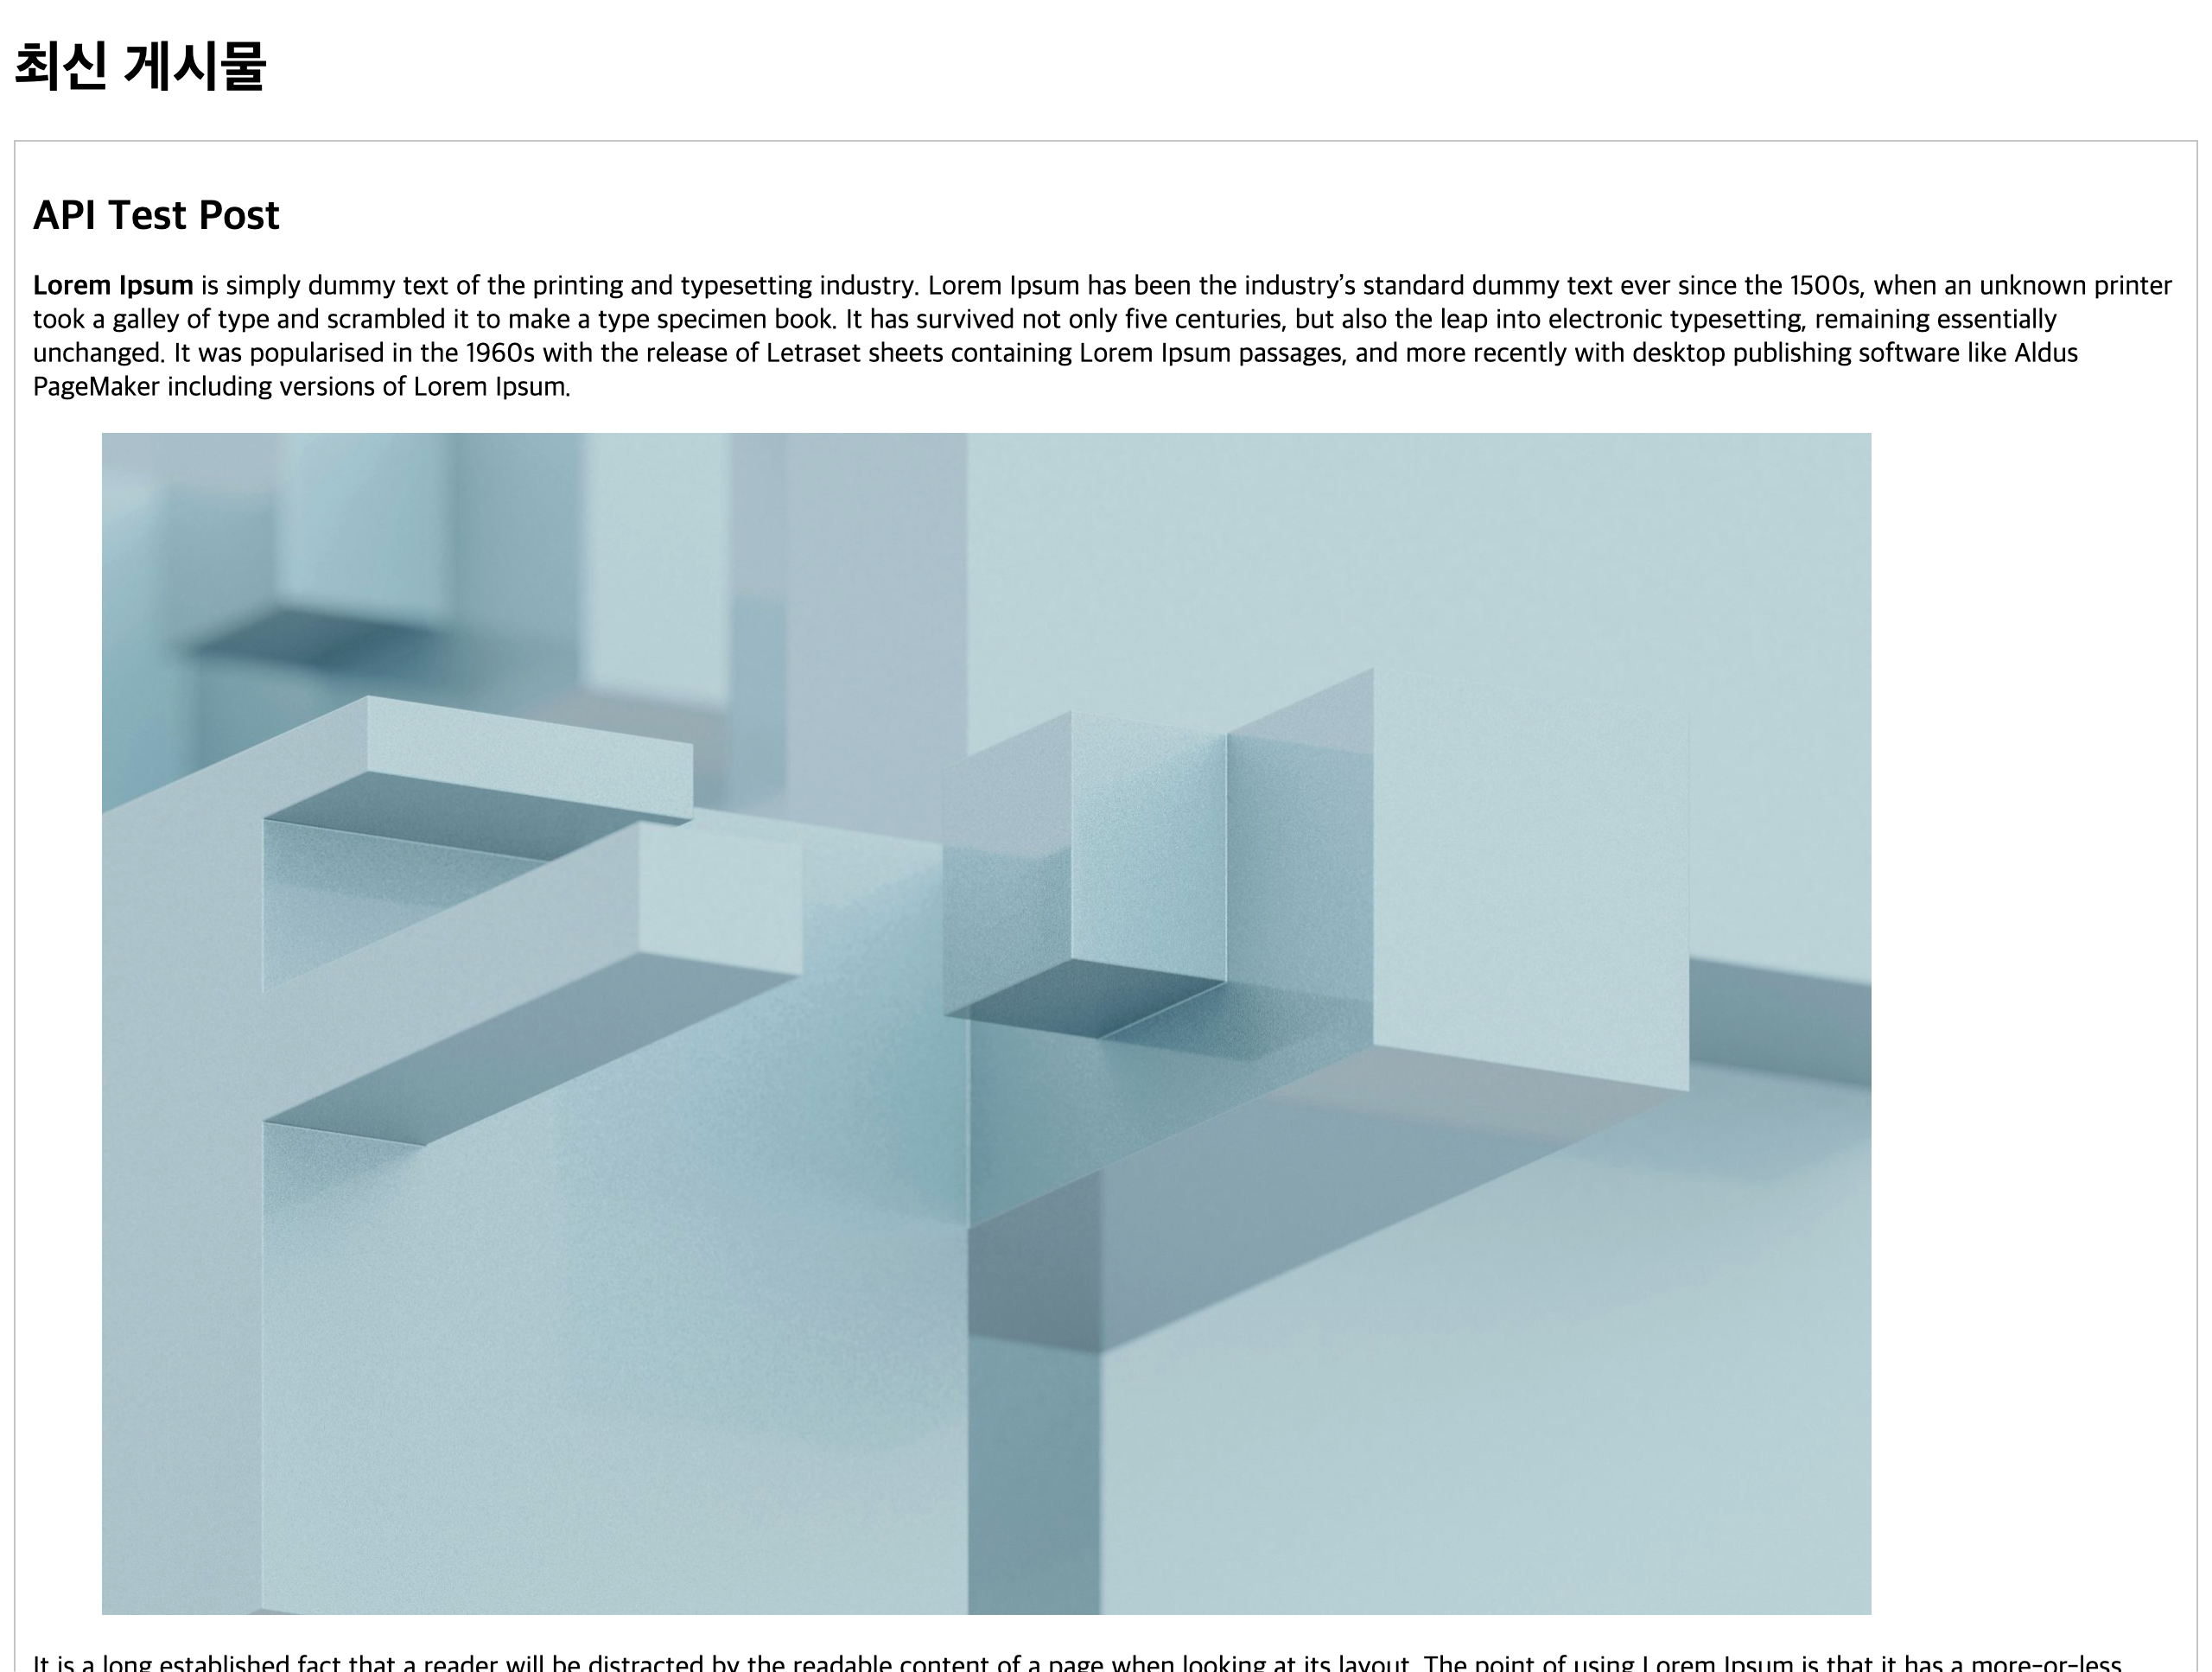 최신 게시물
API Test Post
Lorem Ipsum is simply dummy text of the printing and typesetting industry. Lorem Ipsum has been the industry’s standard dummy text ever since the 1500s, when an unknown printer
took a galley of type and scrambled it to make a type specimen book. It has survived not only five centuries, but also the leap into electronic typesetting, remaining essentially
unchanged. It was popularised in the 1960s with the release of Letraset sheets containing Lorem Ipsum passages, and more recently with desktop publishing software like Aldus
PageMaker including versions of Lorem Ipsum.
It is a long established fact that a reader will be distracted by the readable content of a page when looking at its layout. The point of using Lorem Ipsum is that it has a more-or-less